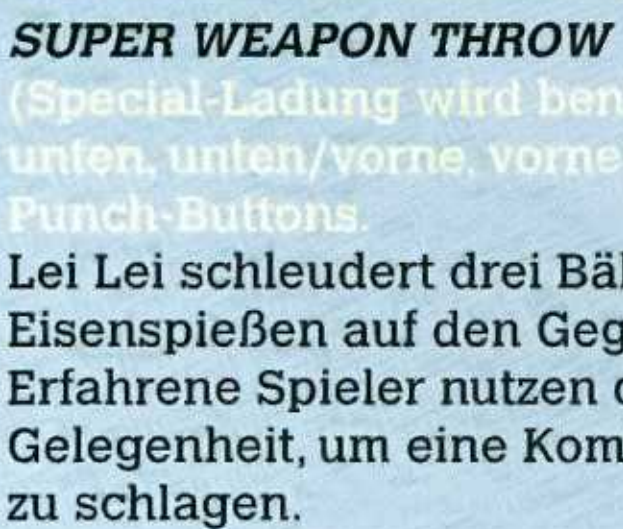 SUPER WEAPON THROW
(Special-Ladung wird ben
unten, unten/vorne, vorne
Punch-Buttons.
Lei Lei schleudert drei Bäl
Eisenspießen auf den Geg
Erfahrene Spieler nutzen d
Gelegenheit, um eine Kom
zu schlagen.